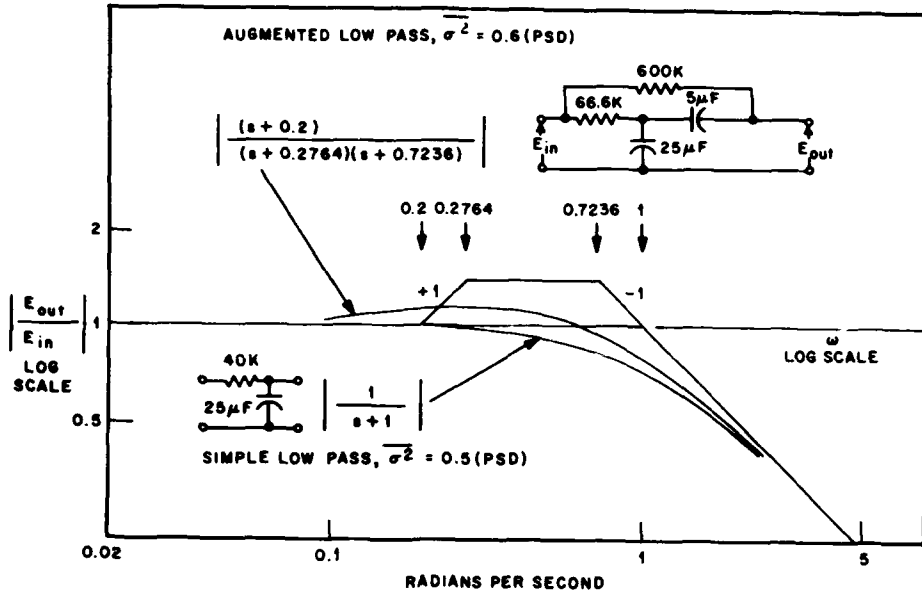 AUGMENTED LOW PASS, σ² = 0.6 (PSD)
600K
66.6K
5µF
25µF
E_in
E_out
(s + 0.2)
(s + 0.2764)(s + 0.7236)
0.2 0.2764 0.7236 1
2
+1
-1
E_out
E_in
1
LOG
SCALE
ω
LOG SCALE
40K
25µF
1
s + 1
0.5
SIMPLE LOW PASS, σ² = 0.5 (PSD)
0.02
0.1
1
5
RADIANS PER SECOND